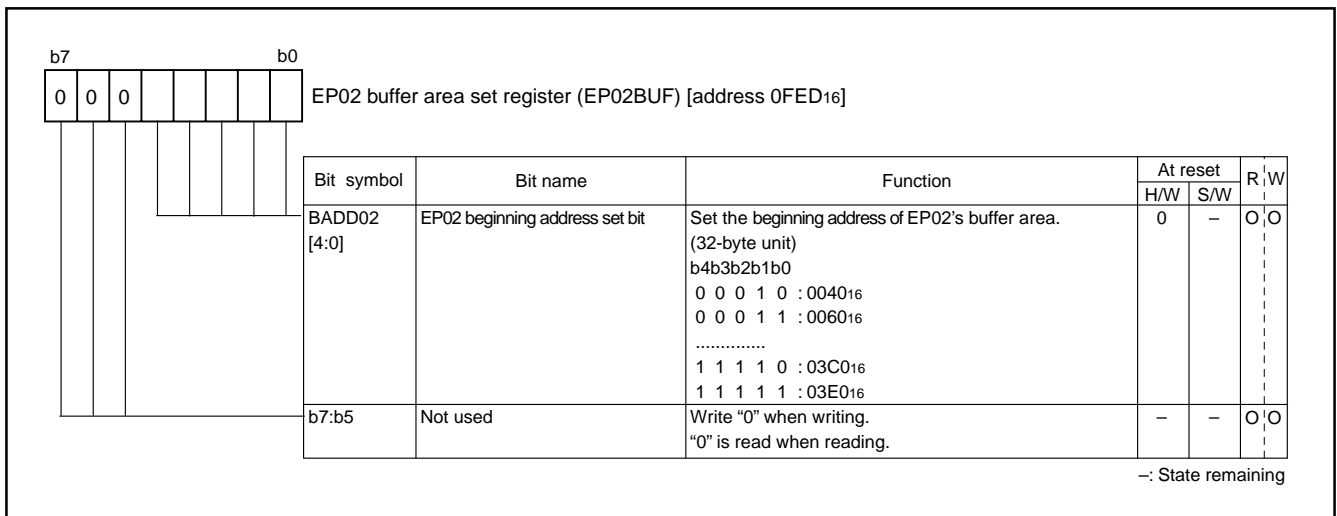 b7 b0
0 0 0 EP02 buffer area set register (EP02BUF) [address 0FED16]
Bit symbol Bit name Function At reset R W
H/W S/W
BADD02 EP02 beginning address set bit Set the beginning address of EP02's buffer area. 0 – O O
[4:0] (32-byte unit)
b4b3b2b1b0
0 0 0 1 0 : 004016
0 0 0 1 1 : 006016
..............
1 1 1 1 0 : 03C016
1 1 1 1 1 : 03E016
b7:b5 Not used Write “0” when writing. – – O O
“0” is read when reading.
–: State remaining